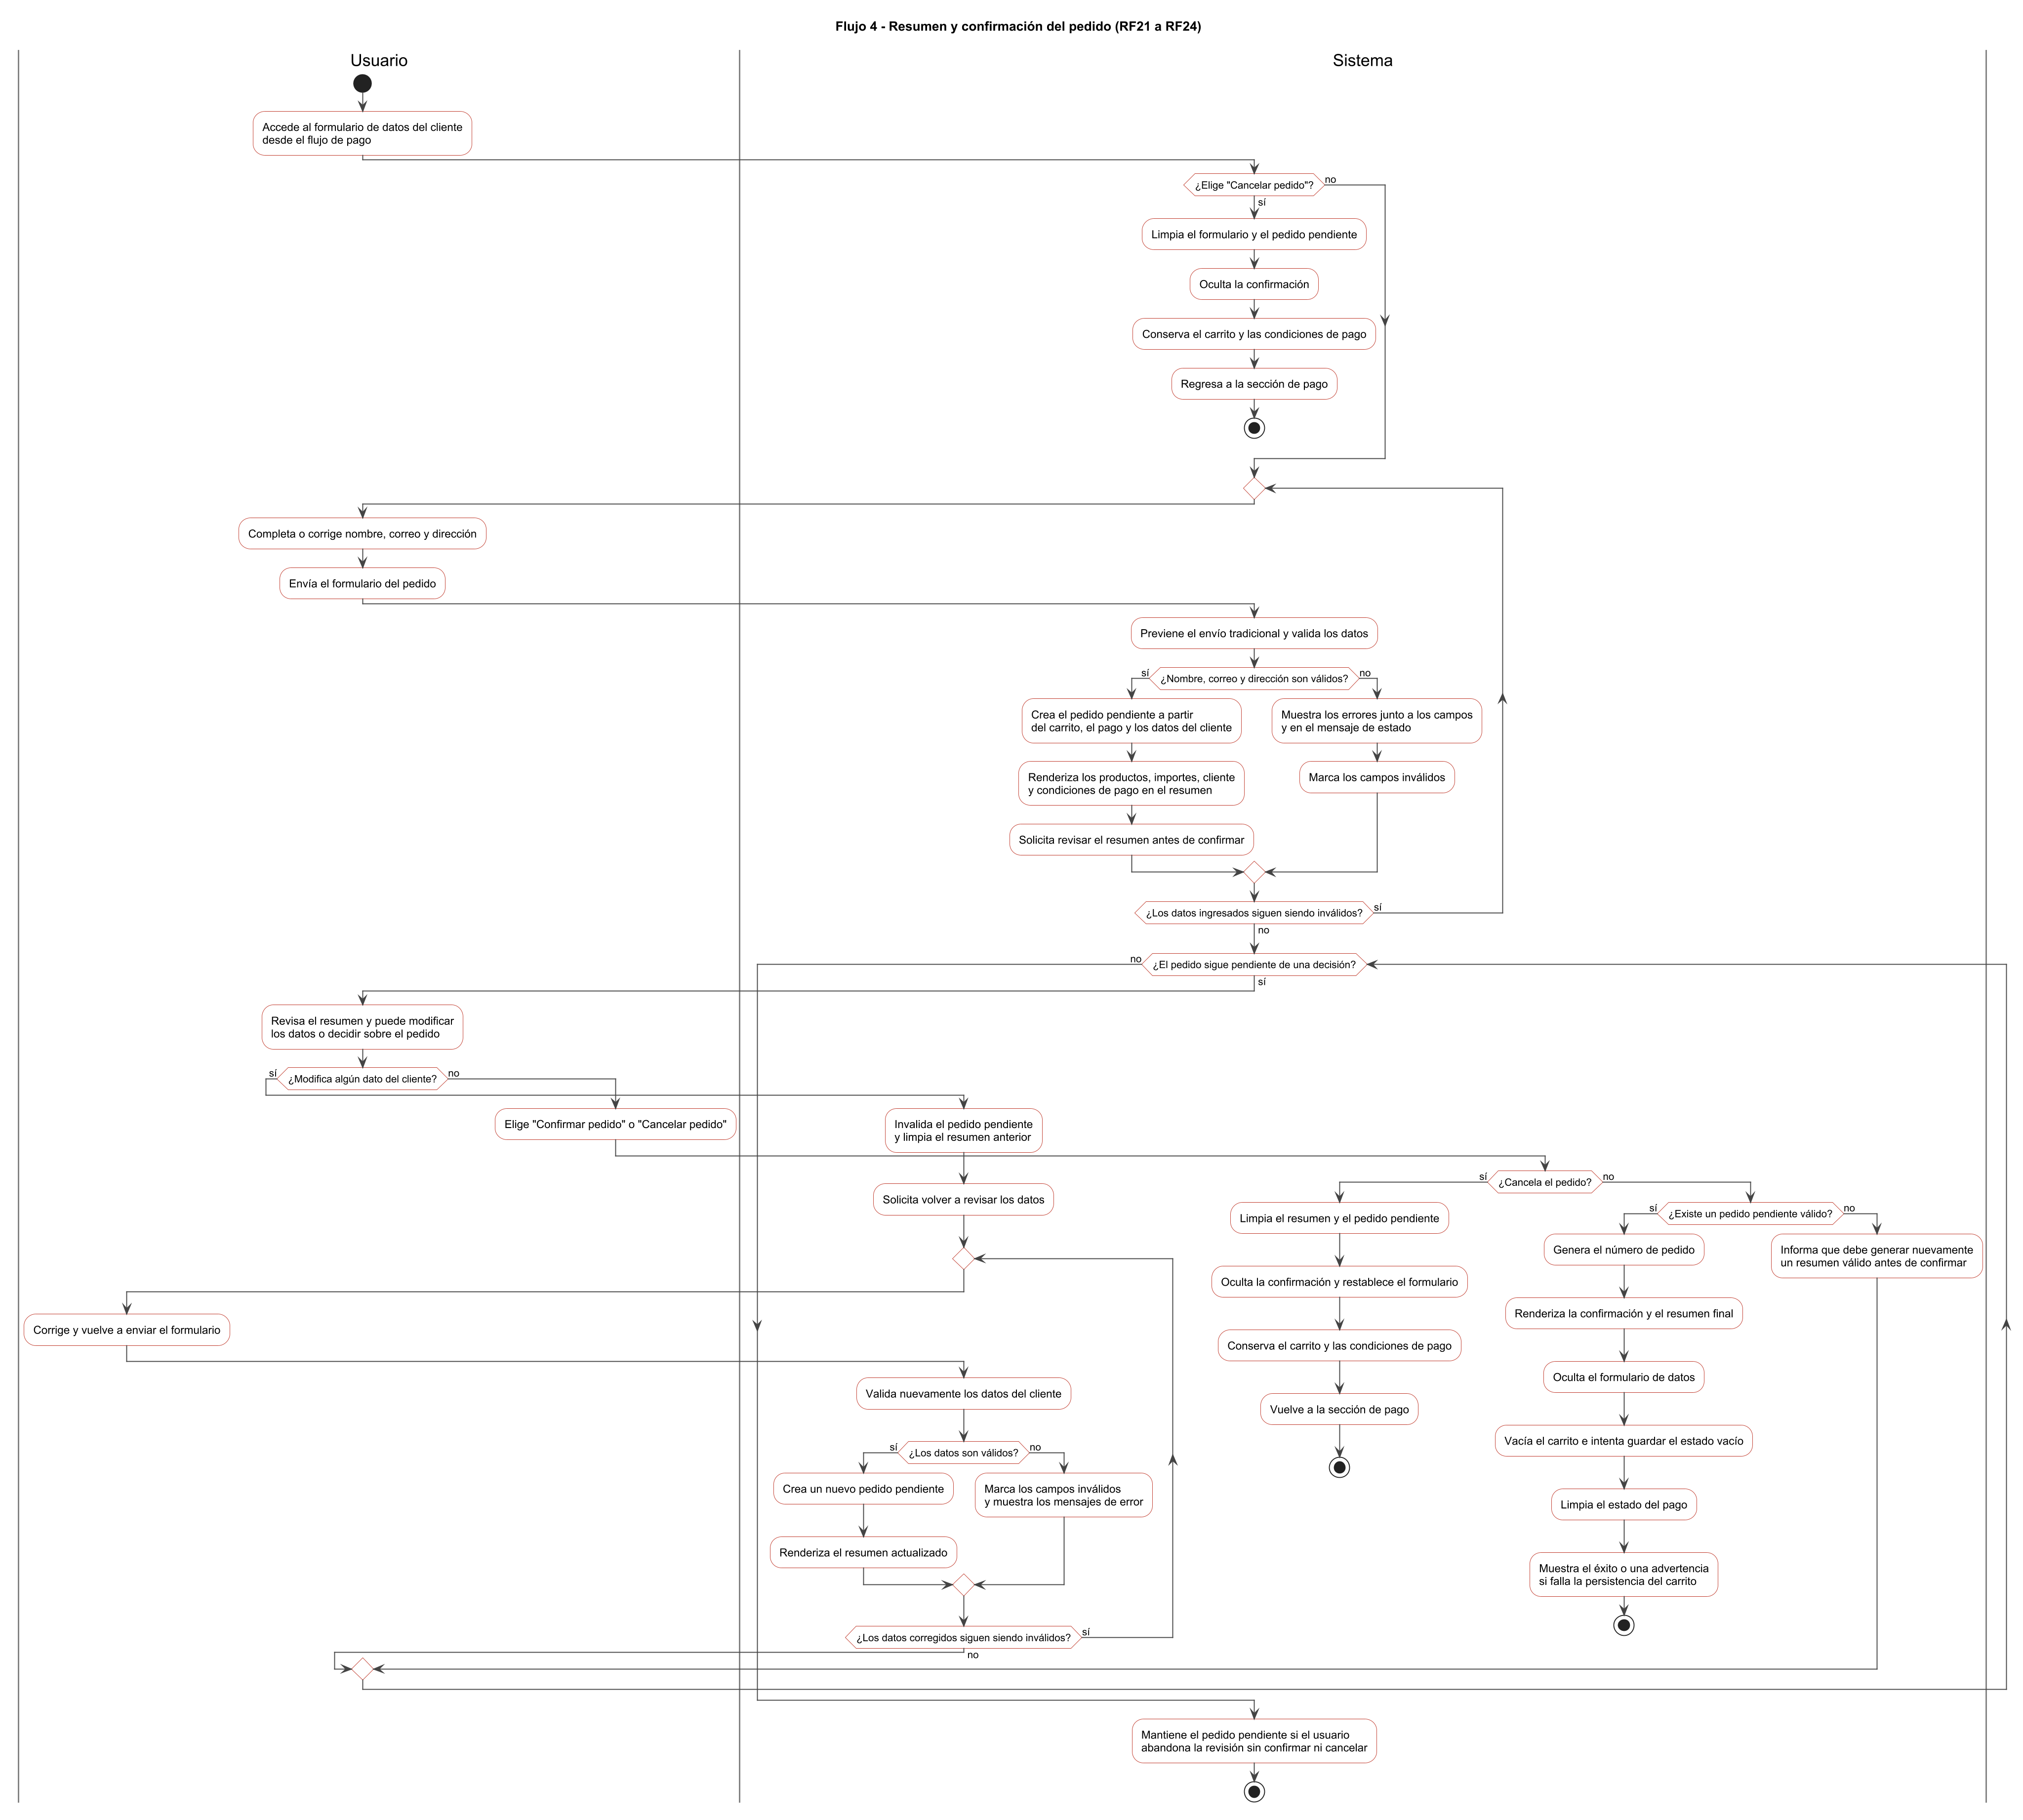 Flujo 4 - Resumen y confirmación del pedido (RF21 a RF24)
Usuario
Sistema
Accede al formulario de datos del cliente
desde el flujo de pago
¿Elige "Cancelar pedido"?
no
sí
Limpia el formulario y el pedido pendiente
Oculta la confirmación
Conserva el carrito y las condiciones de pago
Regresa a la sección de pago
Completa o corrige nombre, correo y dirección
Envía el formulario del pedido
Previene el envío tradicional y valida los datos
sí
¿Nombre, correo y dirección son válidos?
no
Crea el pedido pendiente a partir
del carrito, el pago y los datos del cliente
Muestra los errores junto a los campos
y en el mensaje de estado
Renderiza los productos, importes, cliente
y condiciones de pago en el resumen
Marca los campos inválidos
Solicita revisar el resumen antes de confirmar
¿Los datos ingresados siguen siendo inválidos?
sí
no
no
¿El pedido sigue pendiente de una decisión?
sí
Revisa el resumen y puede modificar
los datos o decidir sobre el pedido
sí
¿Modifica algún dato del cliente?
no
Elige "Confirmar pedido" o "Cancelar pedido"
Invalida el pedido pendiente
y limpia el resumen anterior
sí
¿Cancela el pedido?
no
Solicita volver a revisar los datos
Limpia el resumen y el pedido pendiente
sí
¿Existe un pedido pendiente válido?
no
Genera el número de pedido
Informa que debe generar nuevamente
un resumen válido antes de confirmar
Oculta la confirmación y restablece el formulario
Renderiza la confirmación y el resumen final
Corrige y vuelve a enviar el formulario
Conserva el carrito y las condiciones de pago
Oculta el formulario de datos
Valida nuevamente los datos del cliente
Vuelve a la sección de pago
Vacía el carrito e intenta guardar el estado vacío
sí
¿Los datos son válidos?
no
Crea un nuevo pedido pendiente
Marca los campos inválidos
y muestra los mensajes de error
Limpia el estado del pago
Renderiza el resumen actualizado
Muestra el éxito o una advertencia
si falla la persistencia del carrito
¿Los datos corregidos siguen siendo inválidos?
sí
no
Mantiene el pedido pendiente si el usuario
abandona la revisión sin confirmar ni cancelar